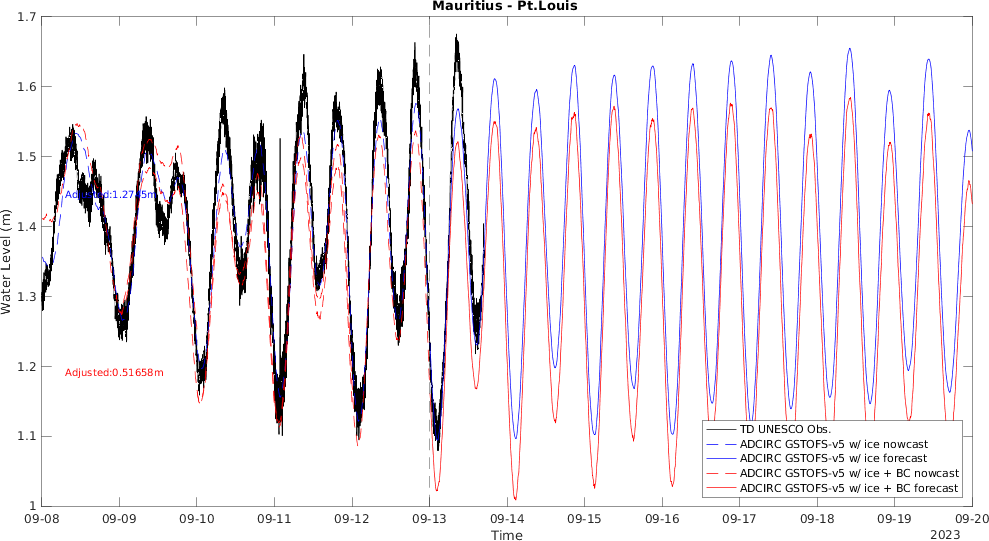 Mauritius - Pt.Louis
1.7
1.6
1.5
1.4
1.3
1.2
1.1
1
Water Level (m)
Adjusted:1.2745m
Adjusted:0.51658m
TD UNESCO Obs.
ADCIRC GSTOFS-v5 w/ ice nowcast
ADCIRC GSTOFS-v5 w/ ice forecast
ADCIRC GSTOFS-v5 w/ ice + BC nowcast
ADCIRC GSTOFS-v5 w/ ice + BC forecast
09-08 09-09 09-10 09-11 09-12 09-13 09-14 09-15 09-16 09-17 09-18 09-19 09-20
Time
2023